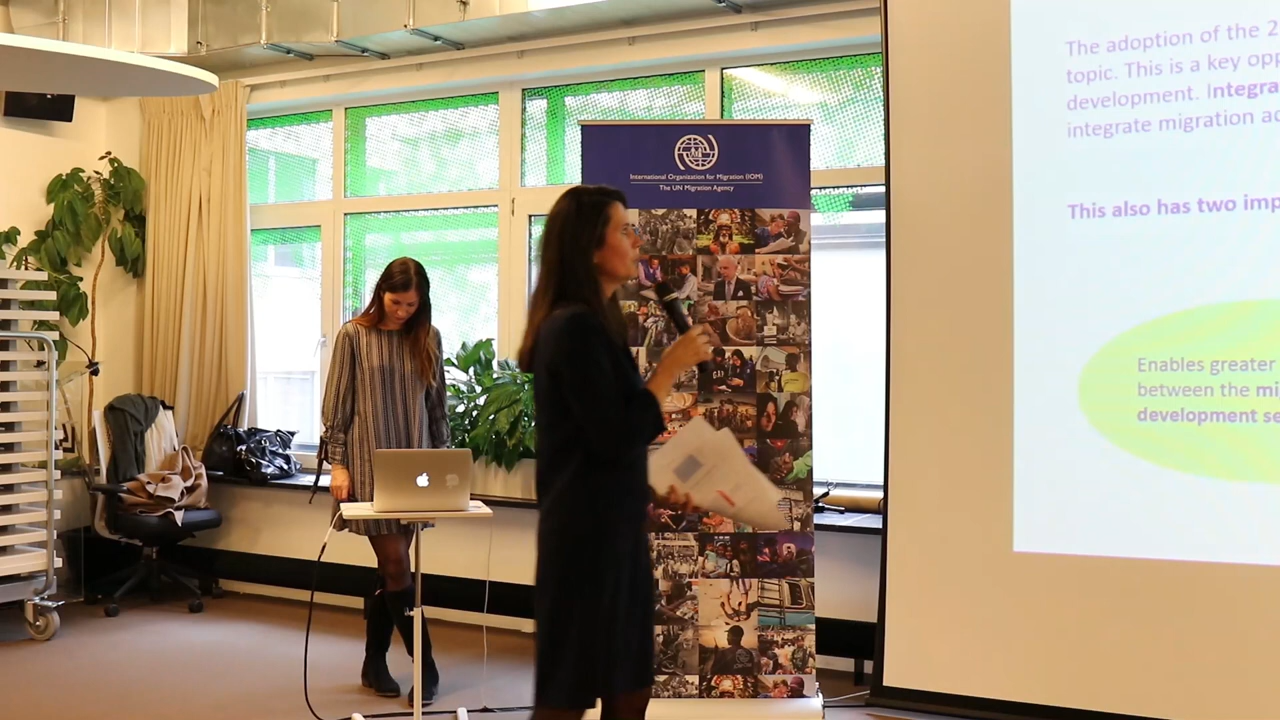 International Organization for Migration (IOM)
The UN Migration Agency
The adoption of the 2
topic. This is a key opp
development. Integra
integrate migration ac
This also has two imp
Enables greater
between the mi
development se